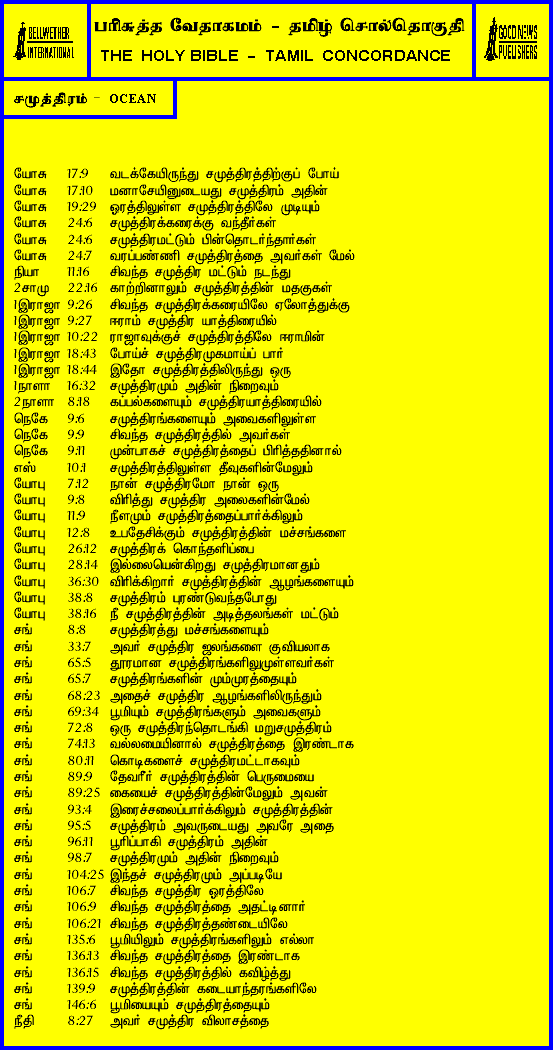 BELLWETHER
INTERNATIONAL
பரிசுத்த வேதாகமம் - தமிழ் சொல்தொகுதி
THE HOLY BIBLE - TAMIL CONCORDANCE
GOOD NEWS
PUBLISHERS
சமுத்திரம் - OCEAN
யோசு 17:9 வடக்கேயிருந்து சமுத்திரத்திற்குப் போய்
யோசு 17:10 மனாசேயினுடையது சமுத்திரம் அதின்
யோசு 19:29 ஓரத்திலுள்ள சமுத்திரத்திலே முடியும்
யோசு 24:6 சமுத்திரக்கரைக்கு வந்தீர்கள்
யோசு 24:6 சமுத்திரமட்டும் பின்தொடர்ந்தார்கள்
யோசு 24:7 வரப்பண்ணி சமுத்திரத்தை அவர்கள் மேல்
நியா 11:16 சிவந்த சமுத்திர மட்டும் நடந்து
2சாமு 22:16 காற்றினாலும் சமுத்திரத்தின் மதகுகள்
1இராஜா 9:26 சிவந்த சமுத்திரக்கரையிலே ஏலோத்துக்கு
1இராஜா 9:27 ஈராம் சமுத்திர யாத்திரையில்
1இராஜா 10:22 ராஜாவுக்குச் சமுத்திரத்திலே ஈராமின்
1இராஜா 18:43 போய்ச் சமுத்திரமுகமாய்ப் பார்
1இராஜா 18:44 இதோ சமுத்திரத்திலிருந்து ஒரு
1நாளா 16:32 சமுத்திரமும் அதின் நிறைவும்
2நாளா 8:18 கப்பல்களையும் சமுத்திரயாத்திரையில்
நெகே 9:6 சமுத்திரங்களையும் அவைகளிலுள்ள
நெகே 9:9 சிவந்த சமுத்திரத்தில் அவர்கள்
நெகே 9:11 முன்பாகச் சமுத்திரத்தைப் பிரித்ததினால்
எஸ் 10:1 சமுத்திரத்திலுள்ள தீவுகளின்மேலும்
யோபு 7:12 நான் சமுத்திரமோ நான் ஒரு
யோபு 9:8 விரித்து சமுத்திர அலைகளின்மேல்
யோபு 11:9 நீளமும் சமுத்திரத்தைப்பார்க்கிலும்
யோபு 12:8 உபதேசிக்கும் சமுத்திரத்தின் மச்சங்களை
யோபு 26:12 சமுத்திரக் கொந்தளிப்பை
யோபு 28:14 இல்லையென்கிறது சமுத்திரமானதும்
யோபு 36:30 விரிக்கிறார் சமுத்திரத்தின் ஆழங்களையும்
யோபு 38:8 சமுத்திரம் புரண்டுவந்தபோது
யோபு 38:16 நீ சமுத்திரத்தின் அடித்தலங்கள் மட்டும்
சங் 8:8 சமுத்திரத்து மச்சங்களையும்
சங் 33:7 அவர் சமுத்திர ஜலங்களை குவியலாக
சங் 65:5 தூரமான சமுத்திரங்களிலுமுள்ளவர்கள்
சங் 65:7 சமுத்திரங்களின் மும்முரத்தையும்
சங் 68:23 அதைச் சமுத்திர ஆழங்களிலிருந்தும்
சங் 69:34 பூமியும் சமுத்திரங்களும் அவைகளும்
சங் 72:8 ஒரு சமுத்திரந்தொடங்கி மறுசமுத்திரம்
சங் 74:13 வல்லமையினால் சமுத்திரத்தை இரண்டாக
சங் 80:11 கொடிகளைச் சமுத்திரமட்டாகவும்
சங் 89:9 தேவரீர் சமுத்திரத்தின் பெருமையை
சங் 89:25 கையைச் சமுத்திரத்தின்மேலும் அவன்
சங் 93:4 இரைச்சலைப்பார்க்கிலும் சமுத்திரத்தின்
சங் 95:5 சமுத்திரம் அவருடையது அவரே அதை
சங் 96:11 பூரிப்பாகி சமுத்திரம் அதின்
சங் 98:7 சமுத்திரமும் அதின் நிறைவும்
சங் 104:25 இந்தச் சமுத்திரமும் அப்படியே
சங் 106:7 சிவந்த சமுத்திர ஓரத்திலே
சங் 106:9 சிவந்த சமுத்திரத்தை அதட்டினார்
சங் 106:21 சிவந்த சமுத்திரத்தண்டையிலே
சங் 135:6 பூமியிலும் சமுத்திரங்களிலும் எல்லா
சங் 136:13 சிவந்த சமுத்திரத்தை இரண்டாக
சங் 136:15 சிவந்த சமுத்திரத்தில் கவிழ்த்து
சங் 139:9 சமுத்திரத்தின் கடையாந்தரங்களிலே
சங் 146:6 பூமியையும் சமுத்திரத்தையும்
நீதி 8:27 அவர் சமுத்திர விலாசத்தை